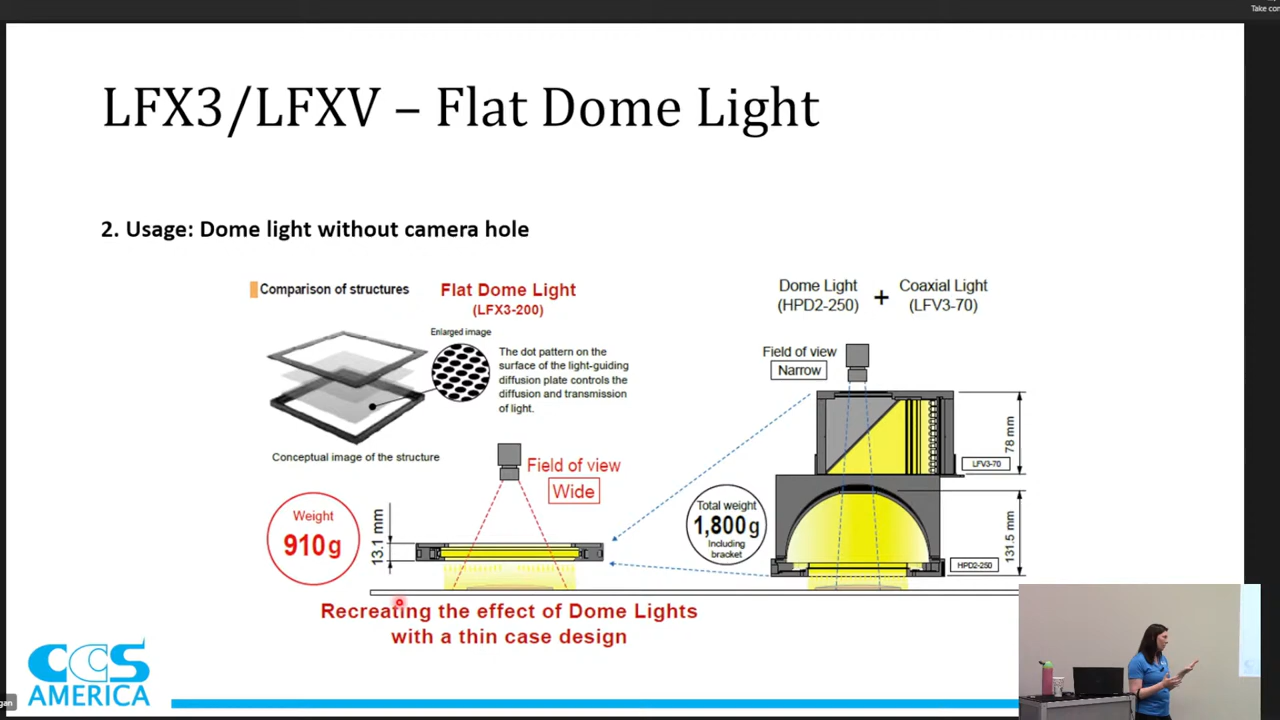 Take con
LFX3/LFXV – Flat Dome Light
2. Usage: Dome light without camera hole
Comparison of structures
Flat Dome Light
(LFX3-200)
Enlarged image
The dot pattern on the
surface of the light-guiding
diffusion plate controls the
diffusion and transmission
of light.
Conceptual image of the structure
Field of view
Wide
Weight
910g
13.1 mm
Dome Light
(HPD2-250)
+
Coaxial Light
(LFV3-70)
Field of view
Narrow
78 mm
LFV3-70
Total weight
1,800g
Including
bracket
131.5 mm
HPD2-250
Recreating the effect of Dome Lights
with a thin case design
CCS
AMERICA
gan